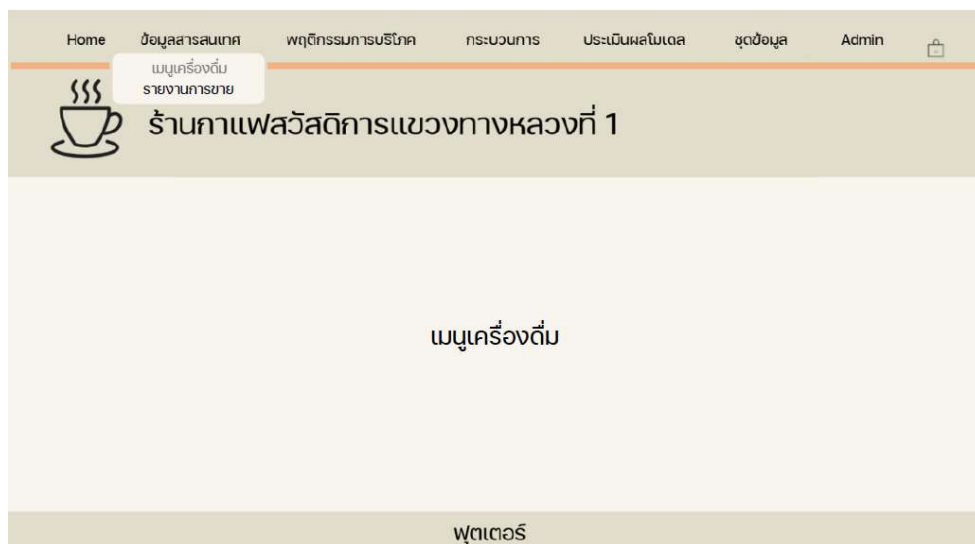 Home ข้อมูลสารสนเทศ พฤติกรรมการบริโภค กระบวนการ ประเมินผลโมเดล ชุดข้อมูล Admin
เมนูเครื่องดื่ม
รายงานการขาย
ร้านกาแฟสวัสดิการแขวงทางหลวงที่ 1
เมนูเครื่องดื่ม
ฟุตเตอร์